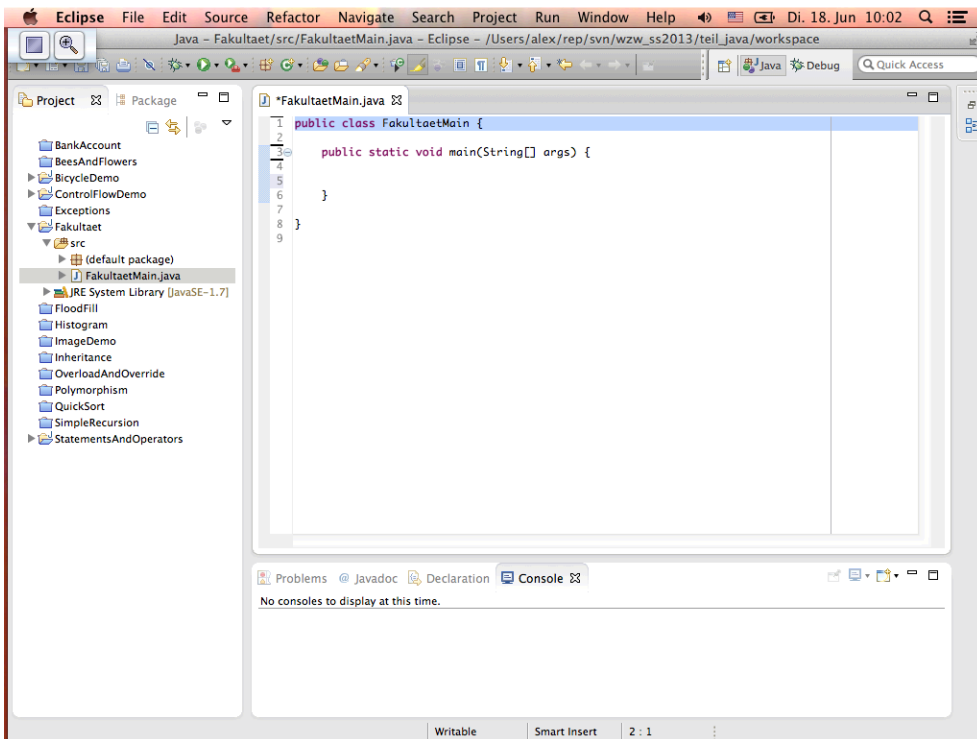 Eclipse File Edit Source Refactor Navigate Search Project Run Window Help Di. 18. Jun 10:02
Java – Fakultaet/src/FakultaetMain.java – Eclipse – /Users/alex/rep/svn/wzw_ss2013/teil_java/workspace
Java Debug Quick Access
Project Package
BankAccount
BeesAndFlowers
BicycleDemo
ControlFlowDemo
Exceptions
Fakultaet
src
(default package)
FakultaetMain.java
JRE System Library [JavaSE-1.7]
FloodFill
Histogram
ImageDemo
Inheritance
OverloadAndOverride
Polymorphism
QuickSort
SimpleRecursion
StatementsAndOperators
*FakultaetMain.java
1 public class FakultaetMain {
2
3 public static void main(String[] args) {
4
5
6 }
7
8 }
9
Problems @ Javadoc Declaration Console
No consoles to display at this time.
Writable Smart Insert 2 : 1